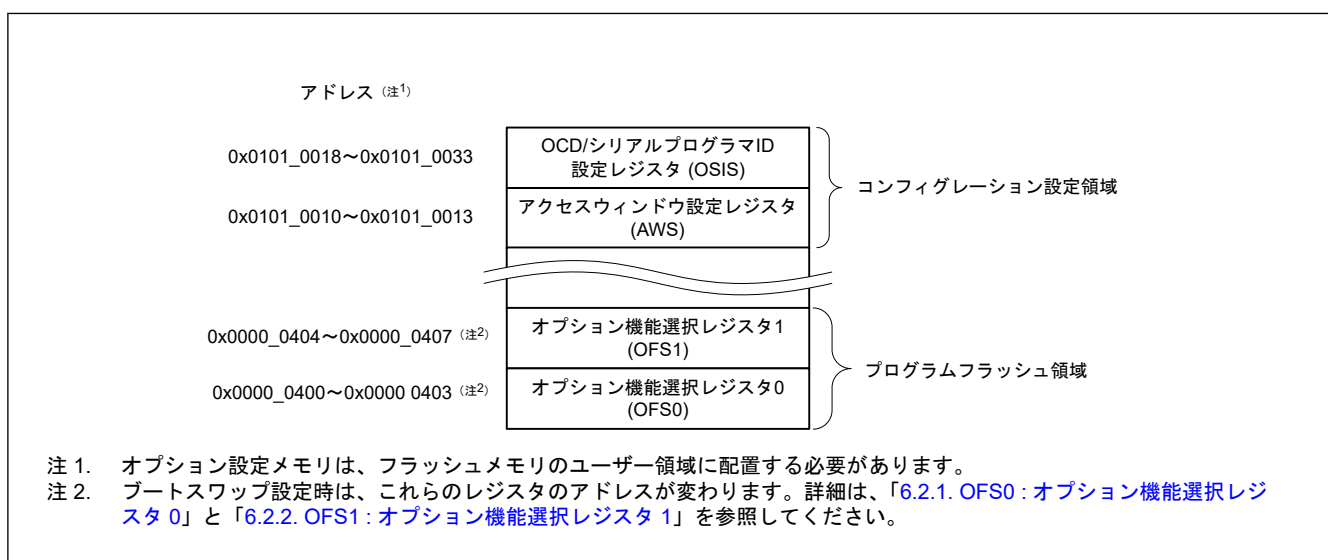 アドレス（注1）
0x0101_0018～0x0101_0033
OCD/シリアルプログラマID
設定レジスタ (OSIS)
コンフィグレーション設定領域
0x0101_0010～0x0101_0013
アクセスウィンドウ設定レジスタ
(AWS)
0x0000_0404～0x0000_0407（注2）
オプション機能選択レジスタ1
(OFS1)
プログラムフラッシュ領域
0x0000_0400～0x0000 0403（注2）
オプション機能選択レジスタ0
(OFS0)
注 1. オプション設定メモリは、フラッシュメモリのユーザー領域に配置する必要があります。
注 2. ブートスワップ設定時は、これらのレジスタのアドレスが変わります。詳細は、「6.2.1. OFS0 : オプション機能選択レジ
スタ 0」と「6.2.2. OFS1 : オプション機能選択レジスタ 1」を参照してください。